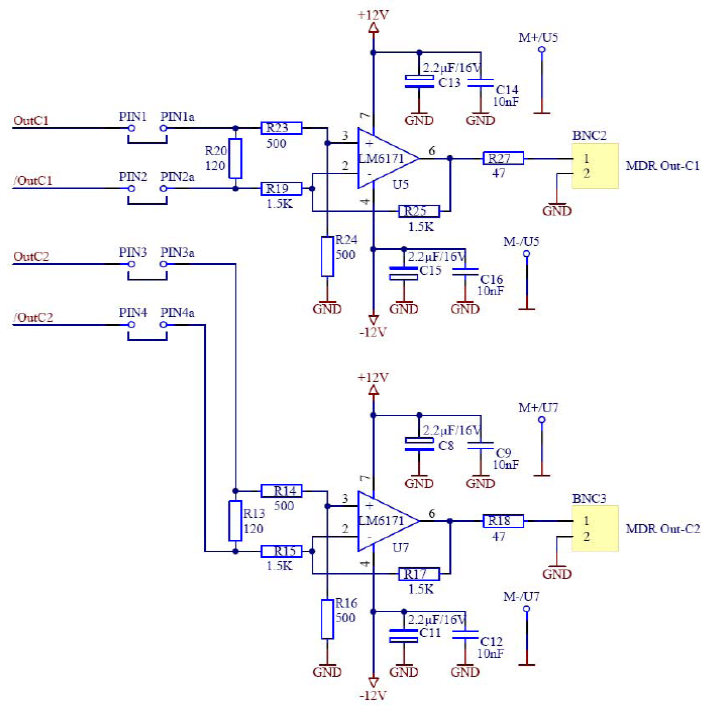 +12V
M+/U5
2.2µF/16V
C13
C14
10nF
GND
GND
OutC1
PIN1
PIN1a
R23
500
7
BNC2
R20
120
3
+
LM6171
6
R27
47
1
2
MDR Out-C1
/OutC1
PIN2
PIN2a
R19
1.5K
2
-
U5
4
R25
1.5K
GND
OutC2
PIN3
PIN3a
R24
500
2.2µF/16V
C15
C16
10nF
M-/U5
GND
GND
GND
/OutC2
PIN4
PIN4a
-12V
+12V
M+/U7
2.2µF/16V
C8
C9
10nF
GND
GND
7
R14
500
BNC3
R13
120
3
+
LM6171
6
R18
47
1
2
MDR Out-C2
R15
1.5K
2
-
U7
4
R17
1.5K
GND
R16
500
2.2µF/16V
C11
C12
10nF
M-/U7
GND
GND
GND
-12V